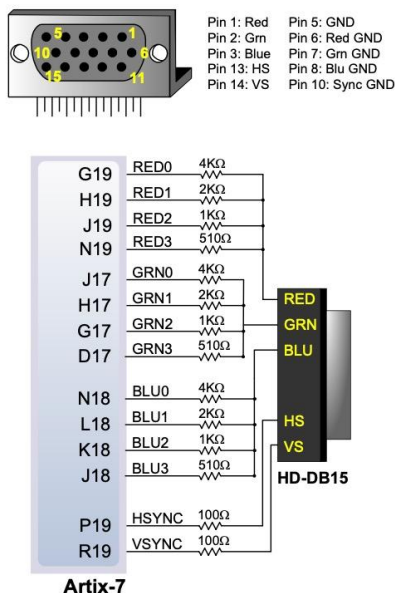 Pin 1: Red Pin 5: GND
Pin 2: Grn Pin 6: Red GND
Pin 3: Blue Pin 7: Grn GND
Pin 13: HS Pin 8: Blu GND
Pin 14: VS Pin 10: Sync GND
5 1
10 6
15 11
G19 RED0 4KΩ
H19 RED1 2KΩ
J19 RED2 1KΩ
N19 RED3 510Ω
J17 GRN0 4KΩ
H17 GRN1 2KΩ
G17 GRN2 1KΩ
D17 GRN3 510Ω
N18 BLU0 4KΩ
L18 BLU1 2KΩ
K18 BLU2 1KΩ
J18 BLU3 510Ω
P19 HSYNC 100Ω
R19 VSYNC 100Ω
RED
GRN
BLU
HS
VS
HD-DB15
Artix-7